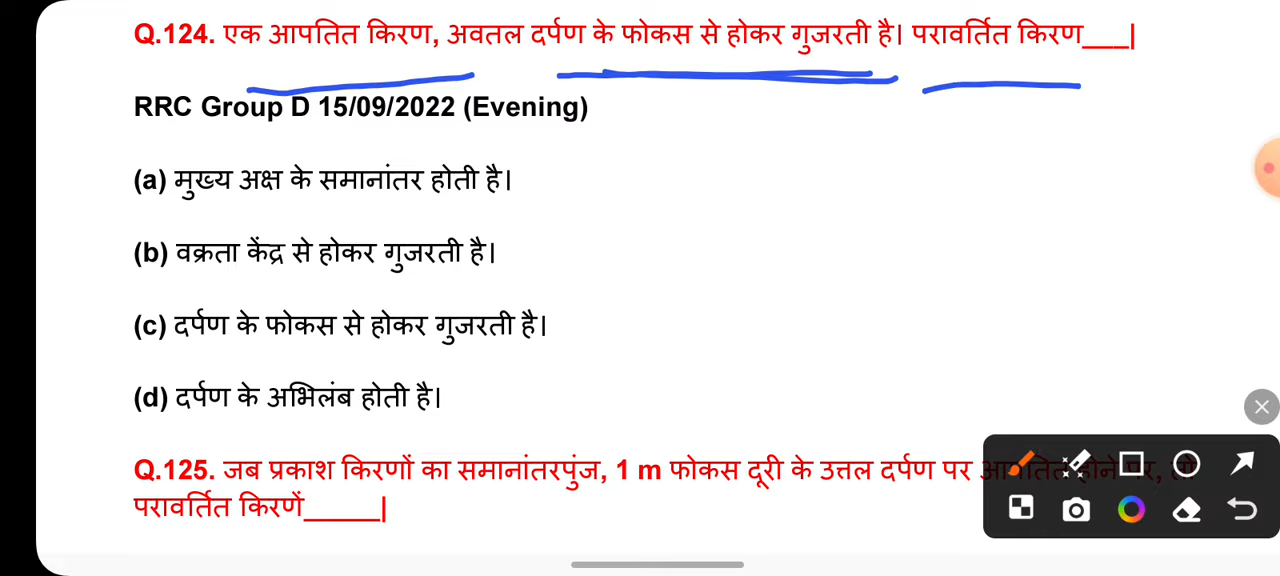 Q.124. एक आपतित किरण, अवतल दर्पण के फोकस से होकर गुजरती है। परावर्तित किरण___|
RRC Group D 15/09/2022 (Evening)
(a) मुख्य अक्ष के समानांतर होती है।
(b) वक्रता केंद्र से होकर गुजरती है।
(c) दर्पण के फोकस से होकर गुजरती है।
(d) दर्पण के अभिलंब होती है।
Q.125. जब प्रकाश किरणों का समानांतरपुंज, 1 m फोकस दूरी के उत्तल दर्पण पर आपतित होने पर, तो
परावर्तित किरणें_____|